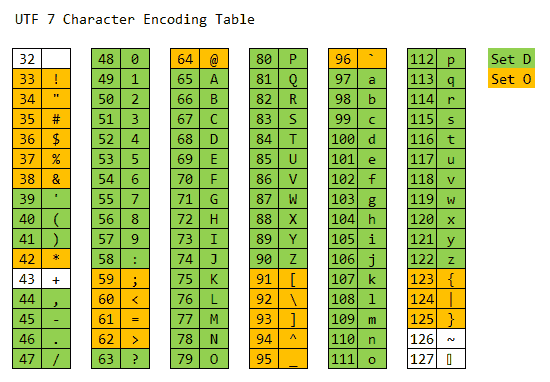 UTF 7 Character Encoding Table
32 48 0 64 @ 80 P 96 ` 112 p Set D
33 ! 49 1 65 A 81 Q 97 a 113 q Set O
34 " 50 2 66 B 82 R 98 b 114 r
35 # 51 3 67 C 83 S 99 c 115 s
36 $ 52 4 68 D 84 T 100 d 116 t
37 % 53 5 69 E 85 U 101 e 117 u
38 & 54 6 70 F 86 V 102 f 118 v
39 ' 55 7 71 G 87 W 103 g 119 w
40 ( 56 8 72 H 88 X 104 h 120 x
41 ) 57 9 73 I 89 Y 105 i 121 y
42 * 58 : 74 J 90 Z 106 j 122 z
43 + 59 ; 75 K 91 [ 107 k 123 {
44 , 60 < 76 L 92 \ 108 l 124 |
45 - 61 = 77 M 93 ] 109 m 125 }
46 . 62 > 78 N 94 ^ 110 n 126 ~
47 / 63 ? 79 O 95 _ 111 o 127 ▯